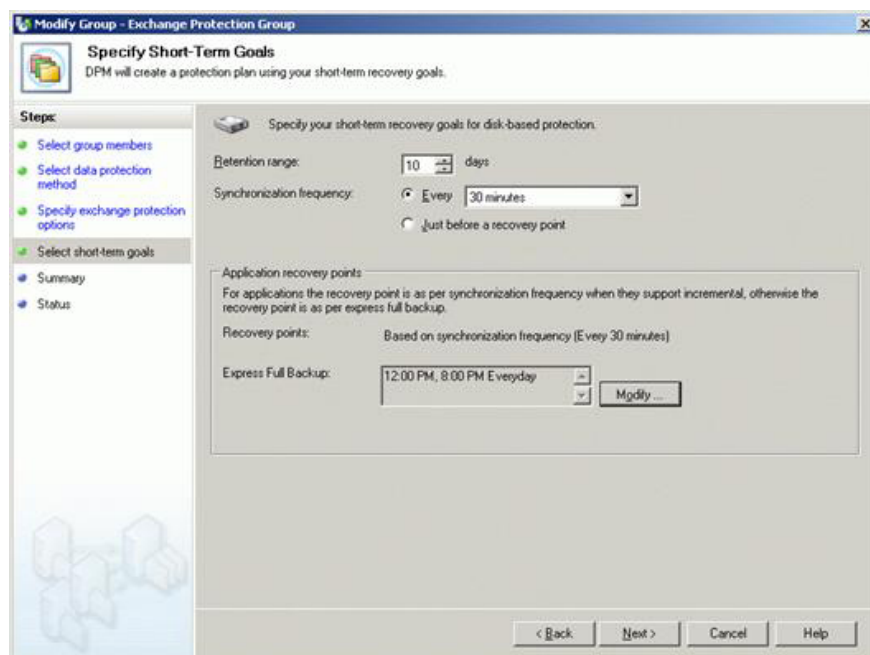 Modify Group - Exchange Protection Group
Specify Short-Term Goals
DPM will create a protection plan using your short-term recovery goals.
Steps:
Select group members
Select data protection
method
Specify exchange protection
options
Select short-term goals
Summary
Status
Specify your short-term recovery goals for disk-based protection.
Retention range: 10 days
Synchronization frequency: Every 30 minutes
Just before a recovery point
Application recovery points
For applications the recovery point is as per synchronization frequency when they support incremental, otherwise the
recovery point is as per express full backup.
Recovery points: Based on synchronization frequency (Every 30 minutes)
Express Full Backup: 12:00 PM, 8:00 PM Everyday
Modify ...
< Back Next > Cancel Help